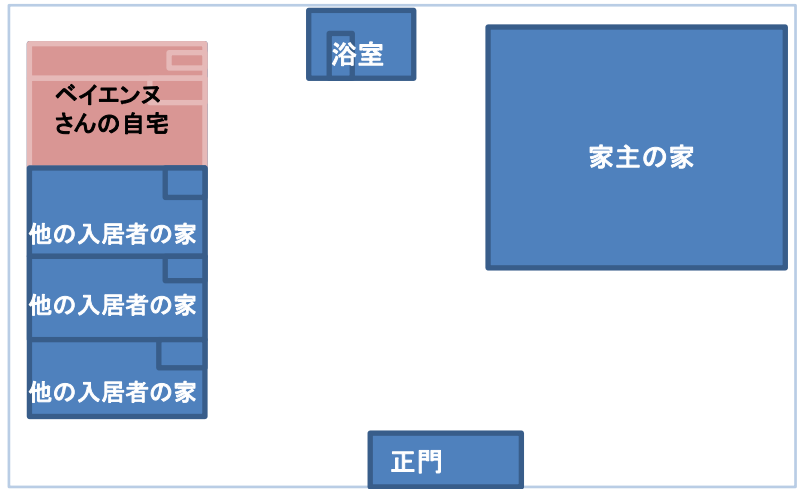 浴室
ベイエンヌ
さんの自宅
家主の家
他の入居者の家
他の入居者の家
他の入居者の家
正門